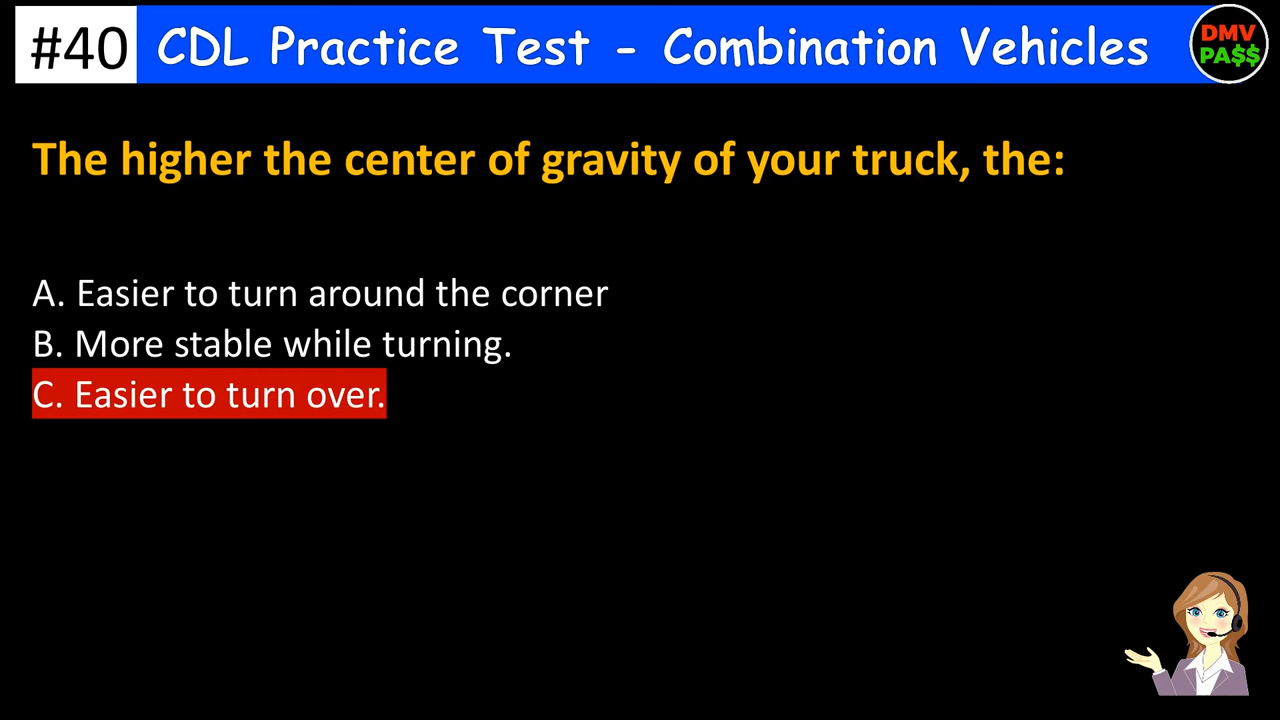 #40 CDL Practice Test - Combination Vehicles
DMV
PA$$
The higher the center of gravity of your truck, the:
A. Easier to turn around the corner
B. More stable while turning.
C. Easier to turn over.